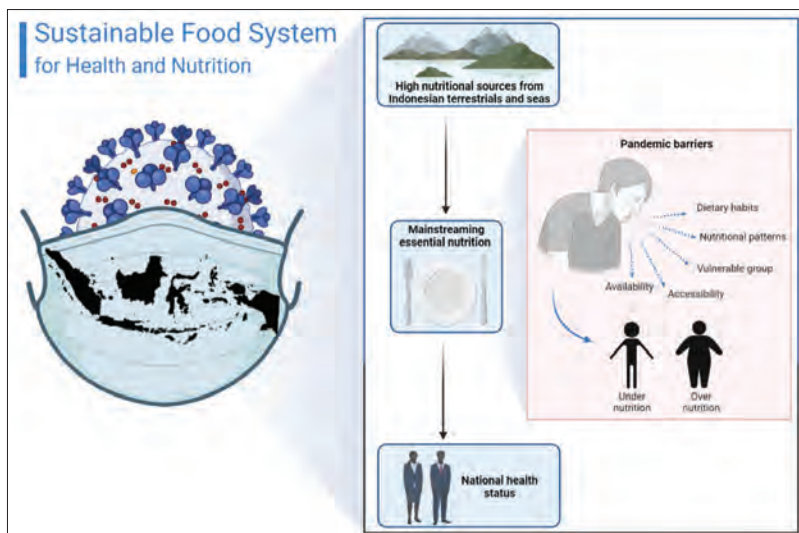 Sustainable Food System
for Health and Nutrition
High nutritional sources from
Indonesian terrestrials and seas
Mainstreaming
essential nutrition
National health
status
Pandemic barriers
Dietary habits
Nutritional patterns
Vulnerable group
Accessibility
Availability
Under
nutrition
Over
nutrition